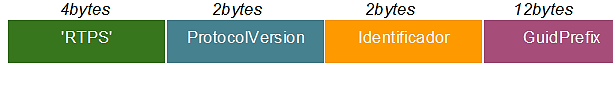 4bytes 2bytes 2bytes 12bytes
'RTPS' ProtocolVersion Identificador GuidPrefix